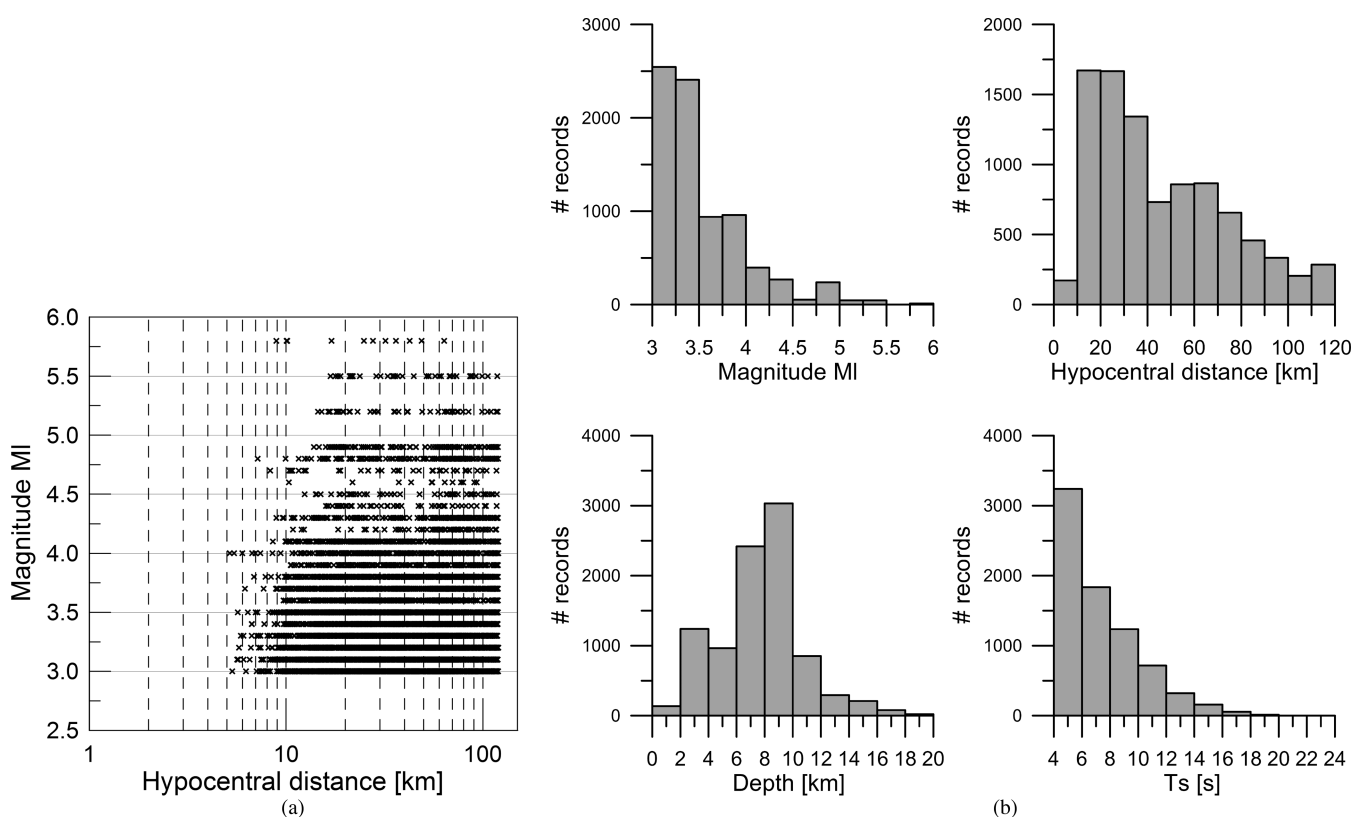 6.0
5.5
5.0
4.5
4.0
3.5
3.0
2.5
Magnitude Ml
1 10 100
Hypocentral distance [km]
(a)
3000
2000
1000
0
# records
3 3.5 4 4.5 5 5.5 6
Magnitude Ml
2000
1500
1000
500
0
# records
0 20 40 60 80 100 120
Hypocentral distance [km]
4000
3000
2000
1000
0
# records
0 2 4 6 8 10 12 14 16 18 20
Depth [km]
4000
3000
2000
1000
0
# records
4 6 8 10 12 14 16 18 20 22 24
Ts [s]
(b)